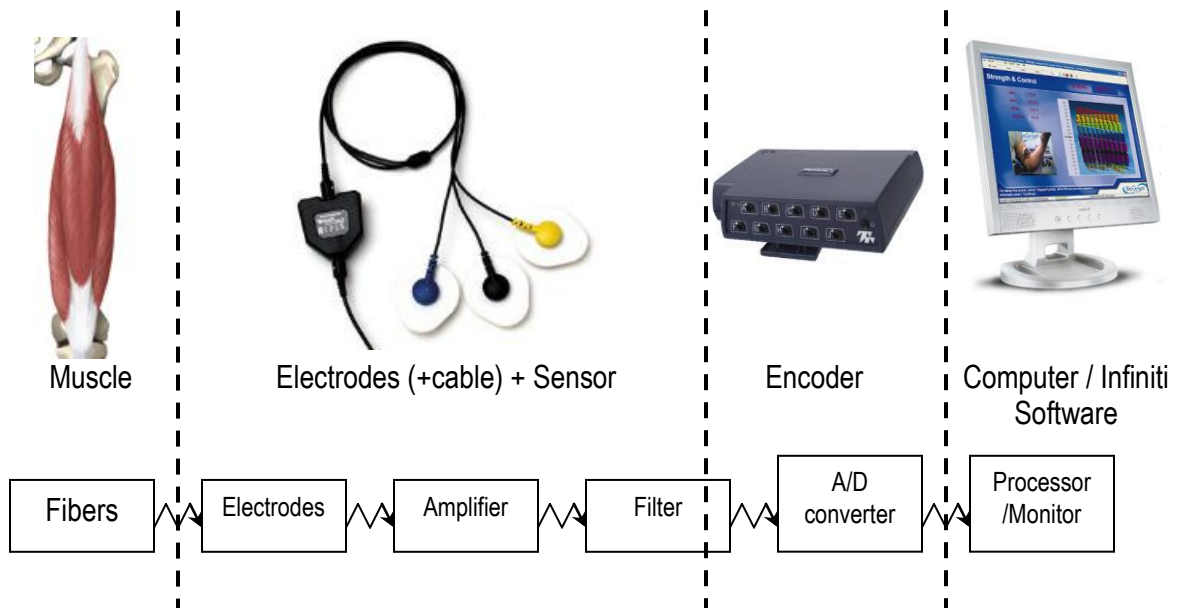 Strength & Control
Muscle
Electrodes (+cable) + Sensor
Encoder
Computer / Infiniti
Software
Fibers
Electrodes
Amplifier
Filter
A/D
converter
Processor
/Monitor